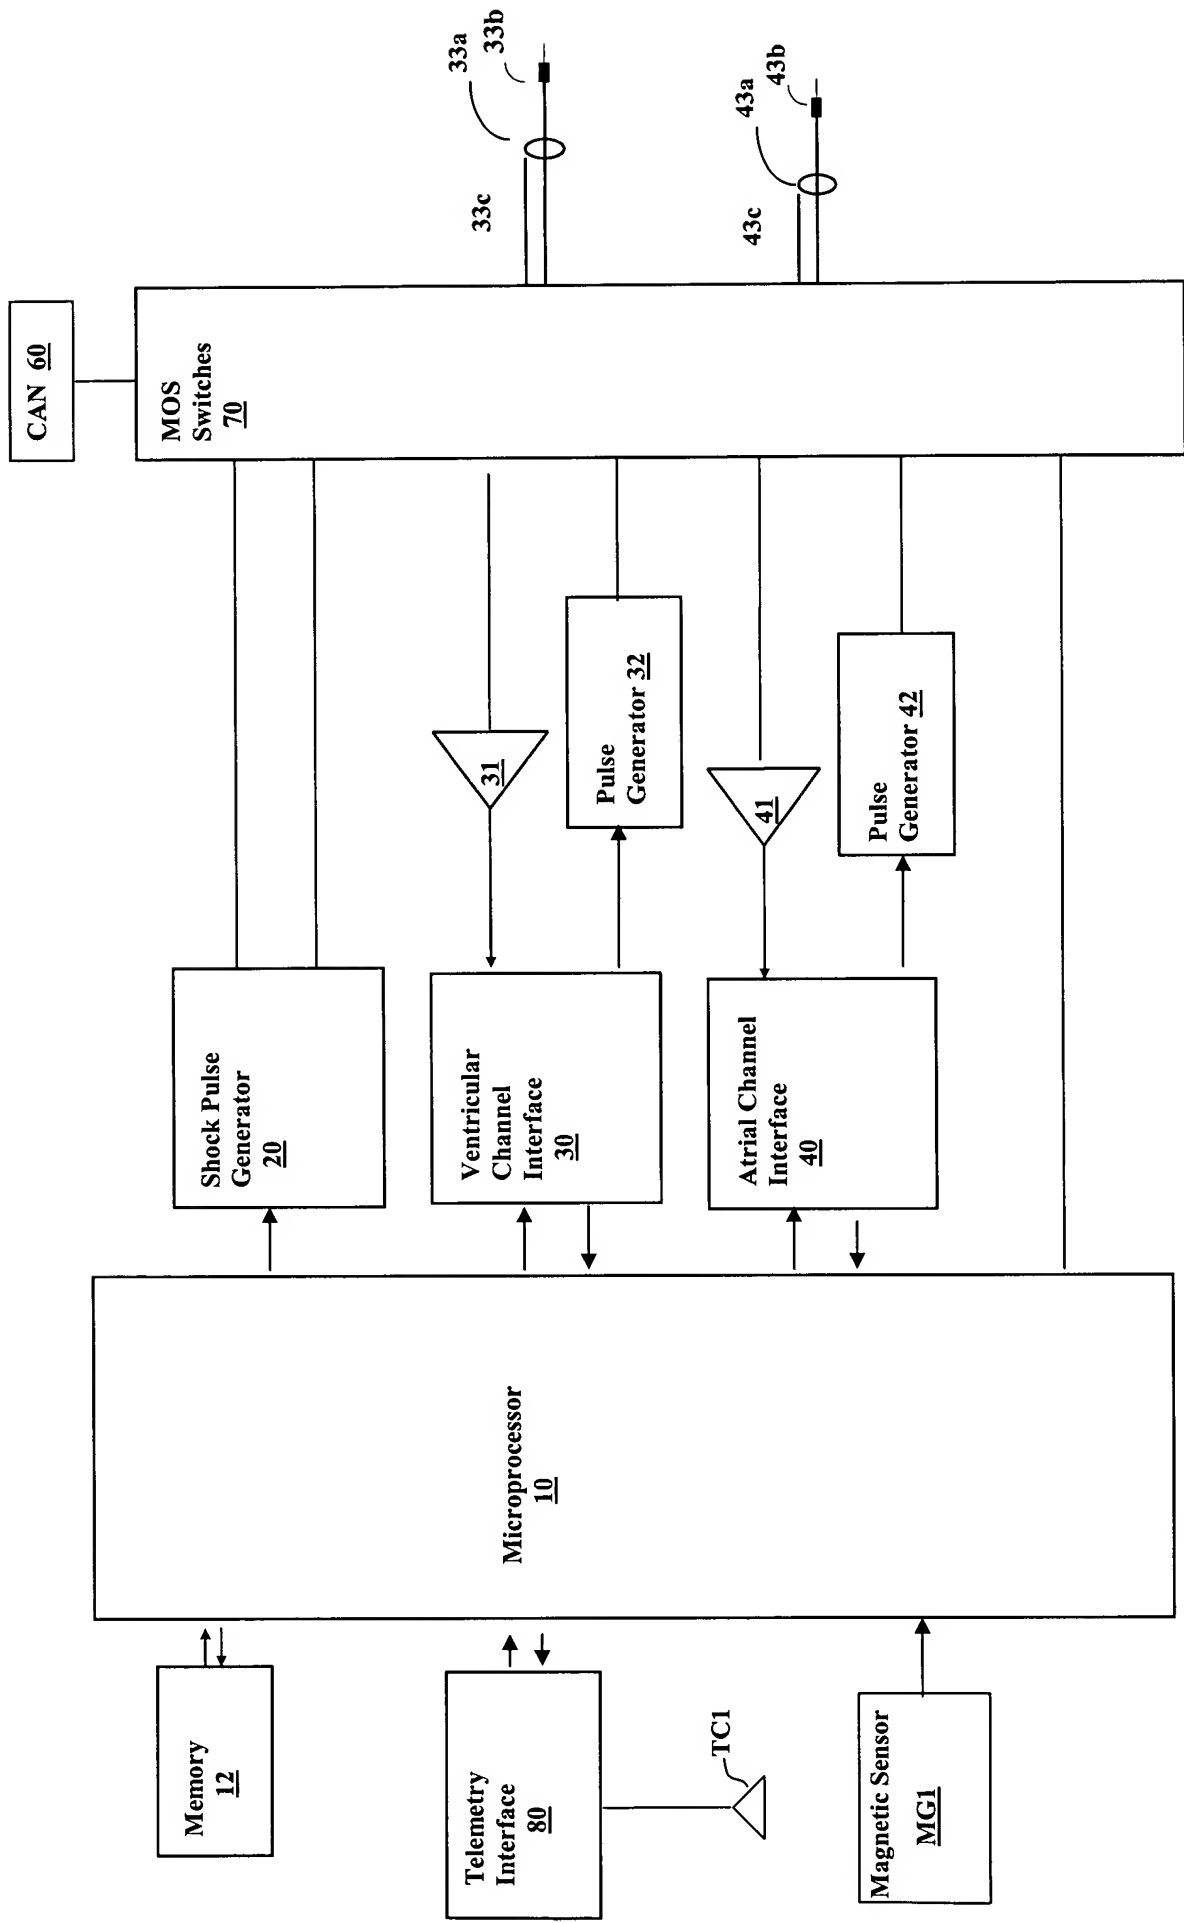 Memory
12
Telemetry
Interface
80
TC1
Magnetic Sensor
MG1
Microprocessor
10
Shock Pulse
Generator
20
Ventricular
Channel
Interface
30
Atrial Channel
Interface
40
31
Pulse
Generator 32
41
Pulse
Generator 42
CAN 60
MOS
Switches
70
33c
33a
33b
43c
43a
43b